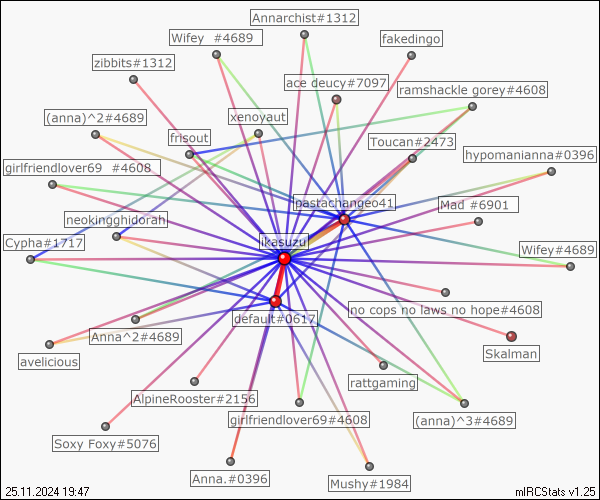 Annarchist#1312
Wifey  #4689
fakedingo
zibbits#1312
ace deucy#7097
ramshackle gorey#4608
(anna)^2#4689
xenoyaut
frisout
Toucan#2473
hypomanianna#0396
girlfriendlover69  #4608
pastachangeo41
Mad #6901
neokingghidorah
Cypha#1717
ikasuzu
Wifey#4689
no cops no laws no hope#4608
default#0617
Anna^2#4689
Skalman
avelicious
rattgaming
AlpineRooster#2156
girlfriendlover69#4608
(anna)^3#4689
Soxy Foxy#5076
Anna.#0396
Mushy#1984
25.11.2024 19:47
mIRCStats v1.25